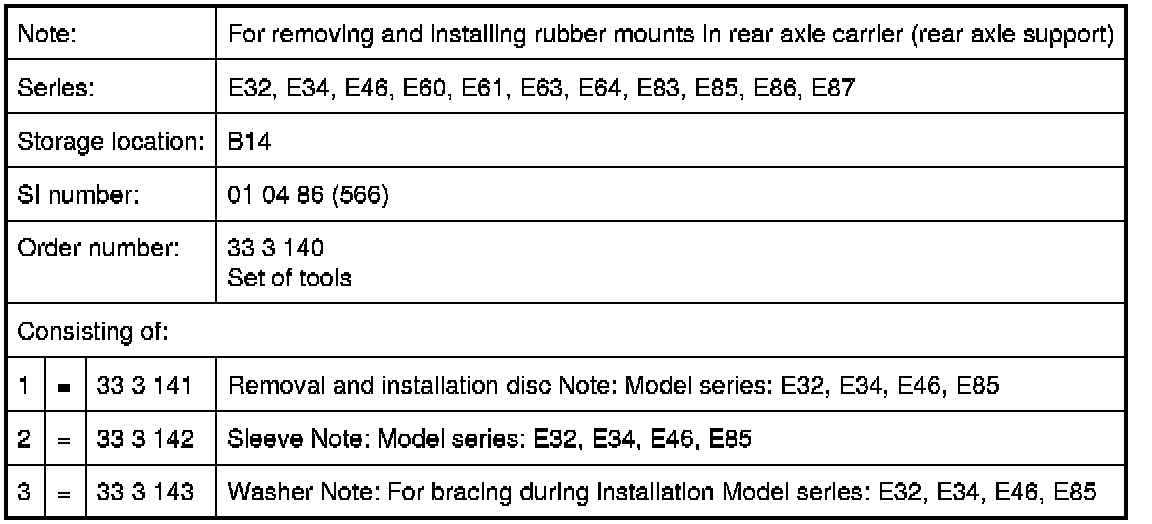 Note: For removing and installing rubber mounts in rear axle carrier (rear axle support)
Series: E32, E34, E46, E60, E61, E63, E64, E83, E85, E86, E87
Storage location: B14
SI number: 01 04 86 (566)
Order number: 33 3 140
Set of tools
Consisting of:
1 = 33 3 141 Removal and installation disc Note: Model series: E32, E34, E46, E85
2 = 33 3 142 Sleeve Note: Model series: E32, E34, E46, E85
3 = 33 3 143 Washer Note: For bracing during installation Model series: E32, E34, E46, E85